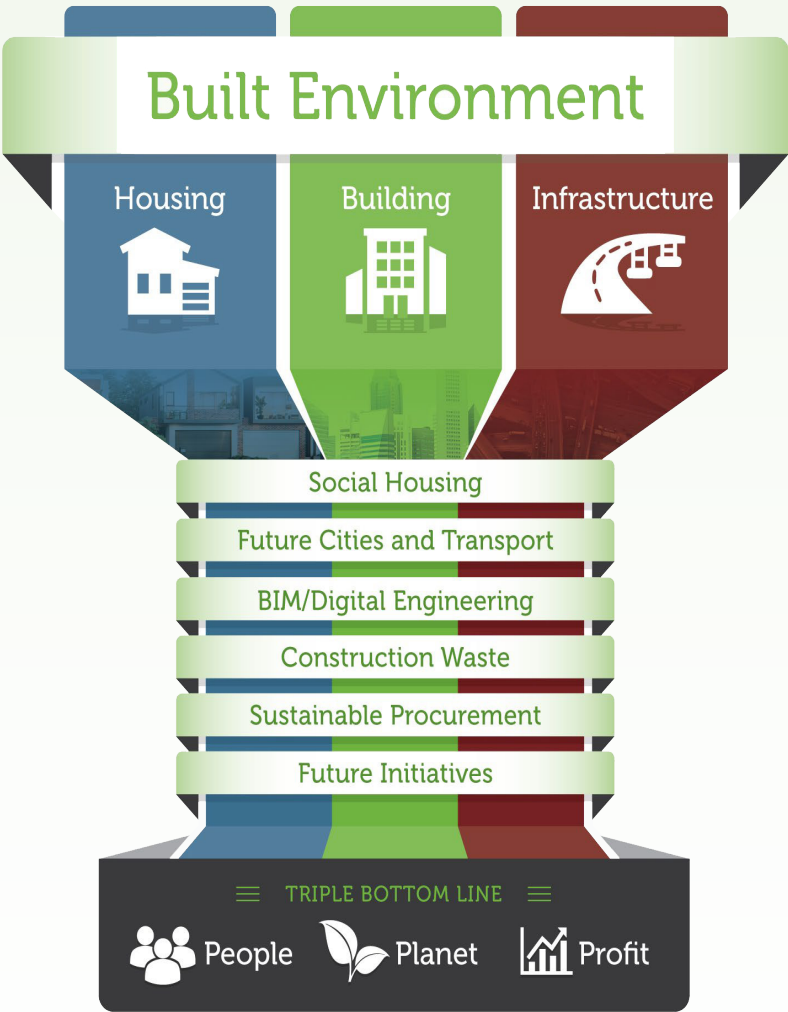 Built Environment
Housing
Building
Infrastructure
Social Housing
Future Cities and Transport
BIM/Digital Engineering
Construction Waste
Sustainable Procurement
Future Initiatives
TRIPLE BOTTOM LINE
People
Planet
Profit